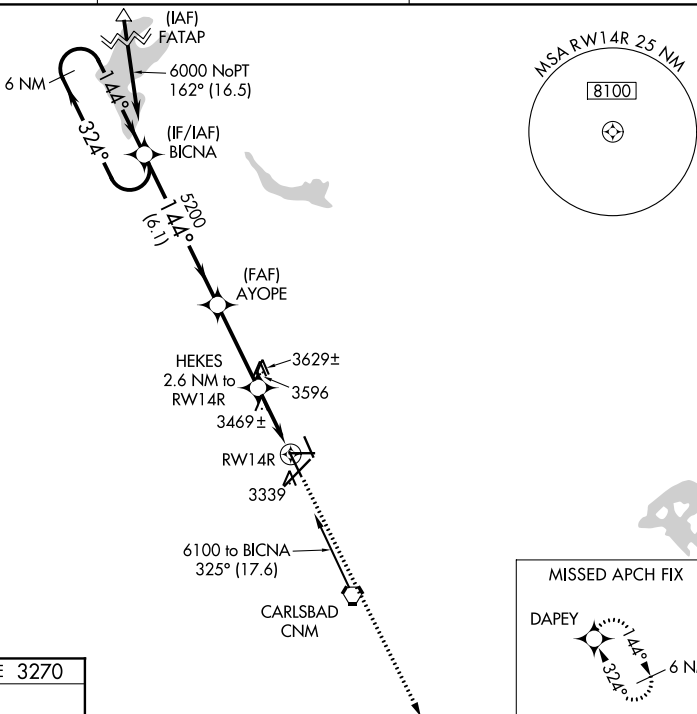 (IAF)
FATAP
6000 NoPT
162° (16.5)
6 NM
144°
324°
(IF/IAF)
BICNA
5200
144°
(6.1)
(FAF)
AYOPE
HEKES
2.6 NM to
RW14R
3629±
3596
3469±
RW14R
3339
6100 to BICNA
325° (17.6)
CARLSBAD
CNM
MSA RW14R 25 NM
8100
MISSED APCH FIX
DAPEY
144°
324°
6 N
E 3270